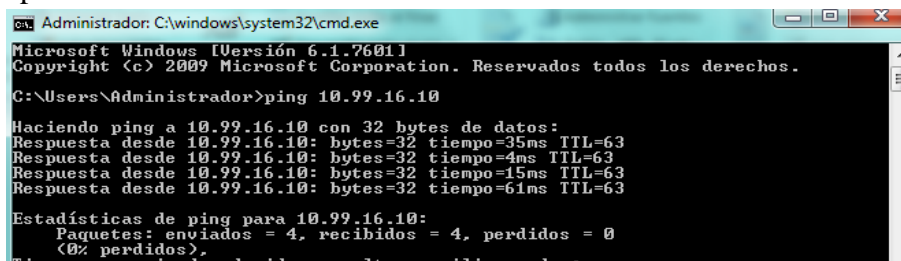 Administrador: C:\windows\system32\cmd.exe
Microsoft Windows [Versión 6.1.7601]
Copyright (c) 2009 Microsoft Corporation. Reservados todos los derechos.
C:\Users\Administrador>ping 10.99.16.10
Haciendo ping a 10.99.16.10 con 32 bytes de datos:
Respuesta desde 10.99.16.10: bytes=32 tiempo=35ms TTL=63
Respuesta desde 10.99.16.10: bytes=32 tiempo=4ms TTL=63
Respuesta desde 10.99.16.10: bytes=32 tiempo=15ms TTL=63
Respuesta desde 10.99.16.10: bytes=32 tiempo=61ms TTL=63
Estadísticas de ping para 10.99.16.10:
Paquetes: enviados = 4, recibidos = 4, perdidos = 0
(0% perdidos),